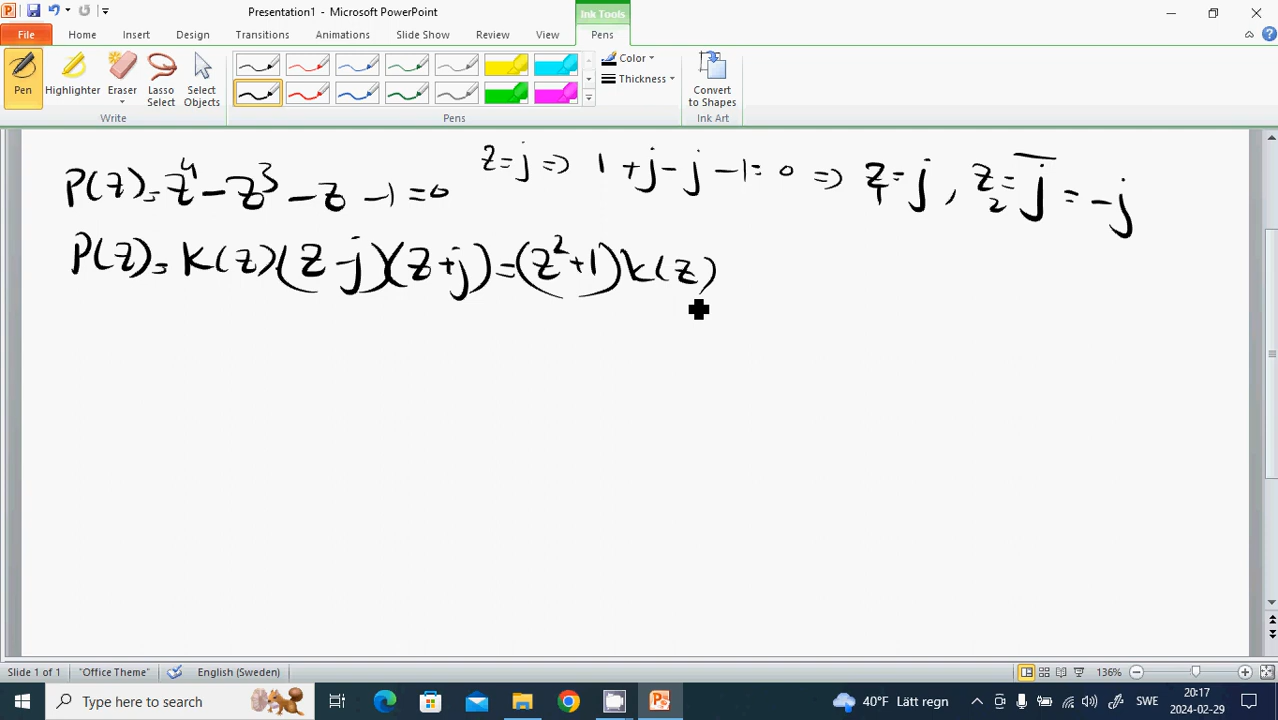 Presentation1 - Microsoft PowerPoint
Ink Tools
File Home Insert Design Transitions Animations Slide Show Review View Pens
Pen Highlighter Eraser Lasso Select Select Objects
Color
Thickness
Convert to Shapes
Write Pens Ink Art
z=j => 1+j-j-1=0 => z₁=j, z₂=j̅=-j
P(z)=z⁴-z³-z-1=0
P(z)=K(z)(z-j)(z+j)=(z²+1)K(z)
Slide 1 of 1 "Office Theme" English (Sweden) 136%
Type here to search 40°F Lätt regn SWE 20:17
2024-02-29